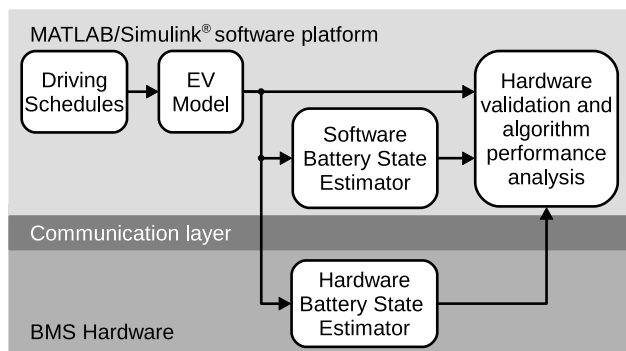 MATLAB/Simulink® software platform
Driving
Schedules
EV
Model
Software
Battery State
Estimator
Hardware
validation and
algorithm
performance
analysis
Communication layer
Hardware
Battery State
Estimator
BMS Hardware